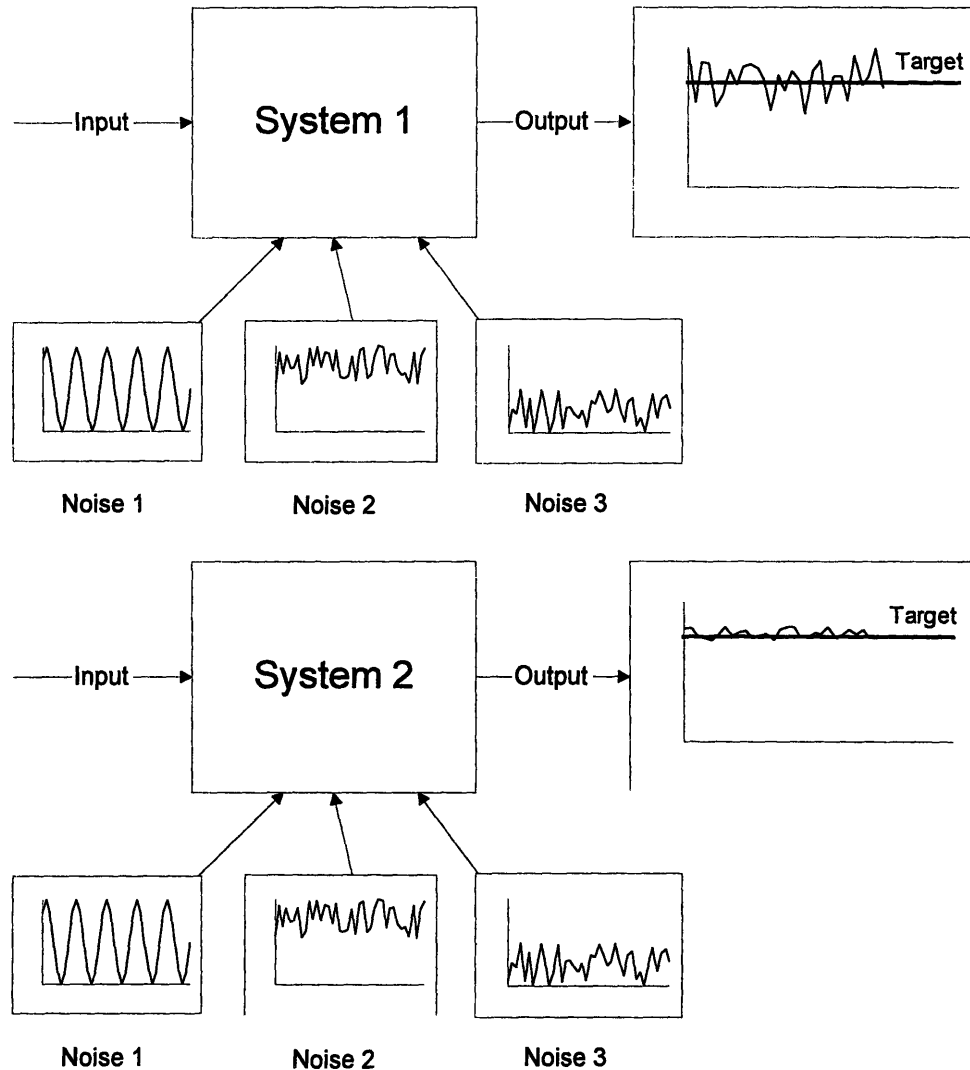 Target
Input
System 1
Output
Noise 1
Noise 2
Noise 3
Target
Input
System 2
Output
Noise 1
Noise 2
Noise 3